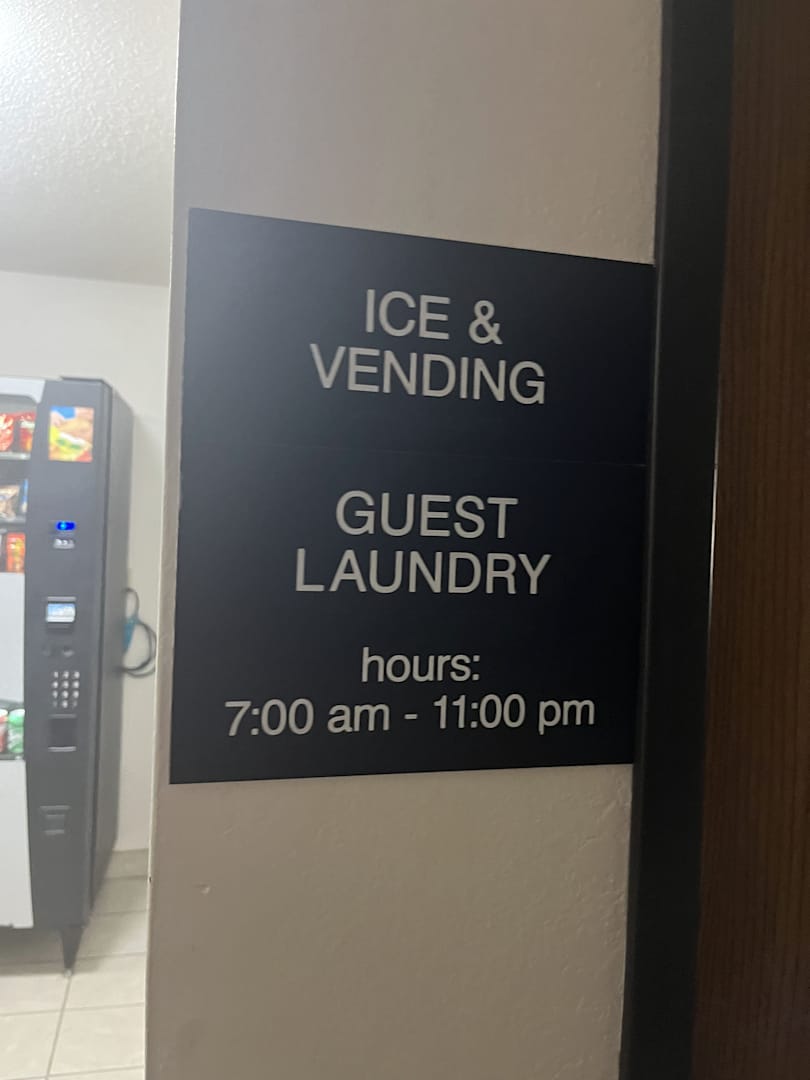 ICE &
VENDING
GUEST
LAUNDRY
hours:
7:00 am - 11:00 pm